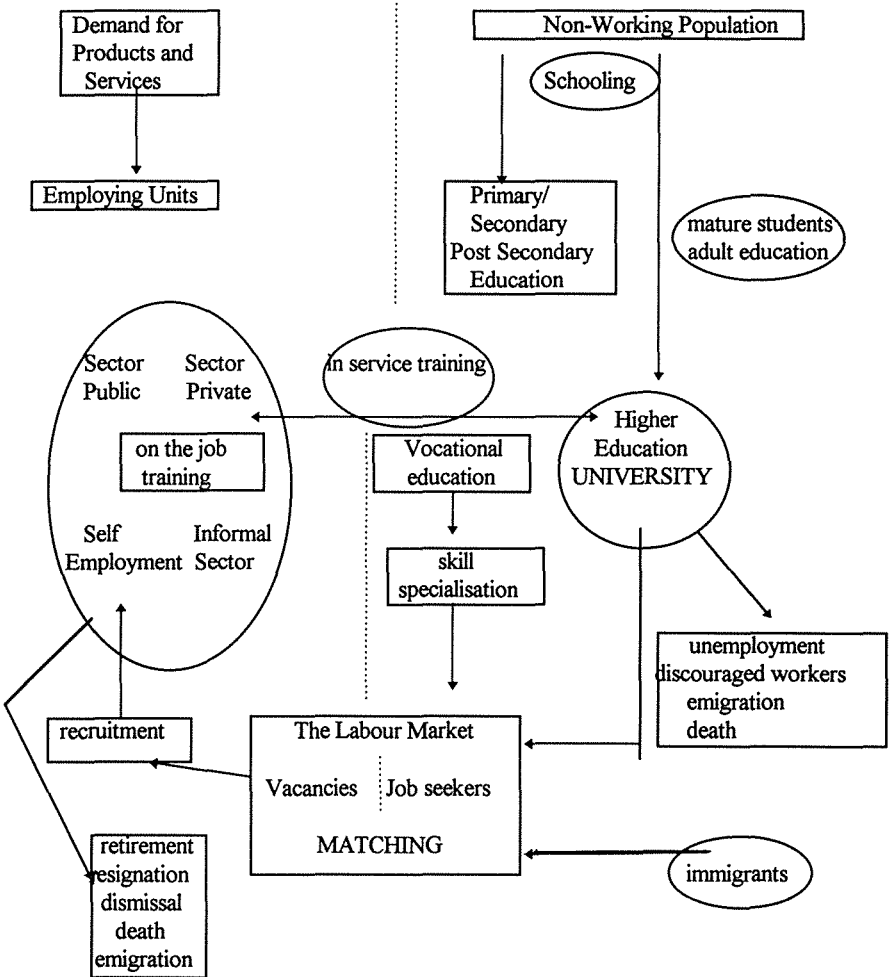 Demand for
Products and
Services
Non-Working Population
Schooling
Employing Units
Primary/
Secondary
Post Secondary
Education
mature students
adult education
Sector
Public
Sector
Private
in service training
on the job
training
Vocational
education
Higher
Education
UNIVERSITY
Self
Employment
Informal
Sector
skill
specialisation
unemployment
discouraged workers
emigration
death
recruitment
The Labour Market
Vacancies
Job seekers
MATCHING
immigrants
retirement
resignation
dismissal
death
emigration